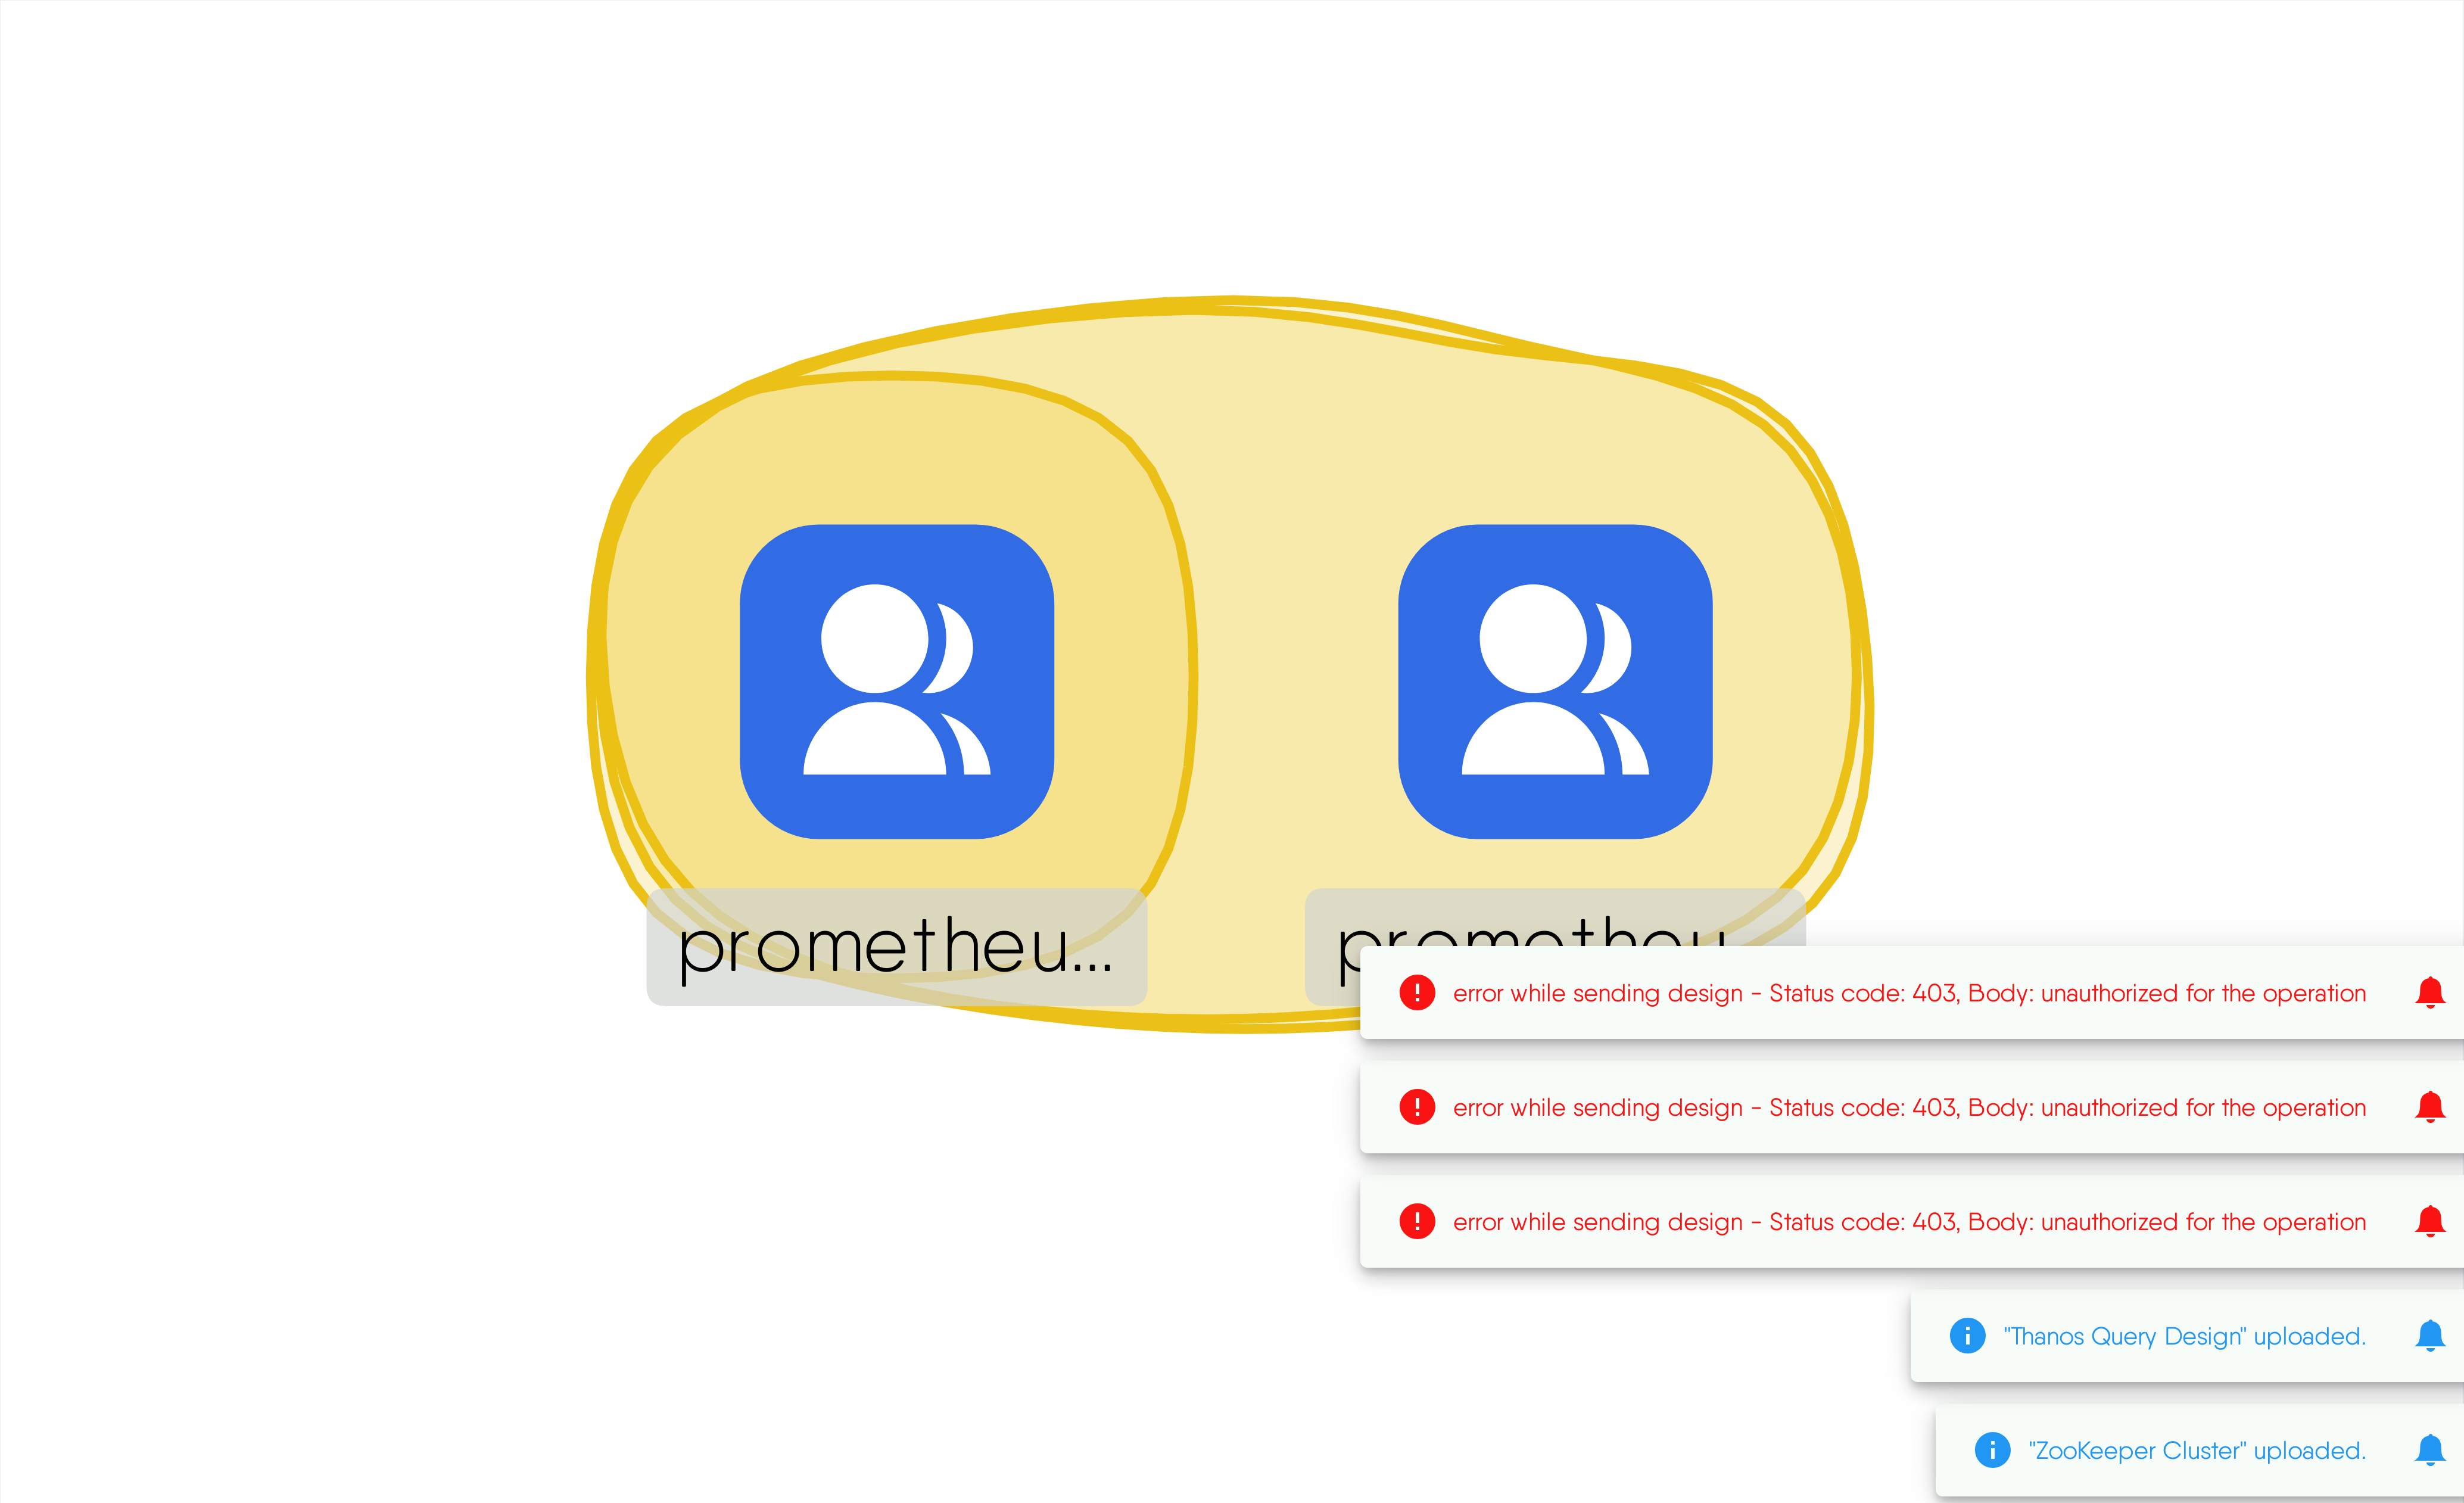 prometheu...
prometheu
error while sending design - Status code: 403, Body: unauthorized for the operation
error while sending design - Status code: 403, Body: unauthorized for the operation
error while sending design - Status code: 403, Body: unauthorized for the operation
"Thanos Query Design" uploaded.
"ZooKeeper Cluster" uploaded.